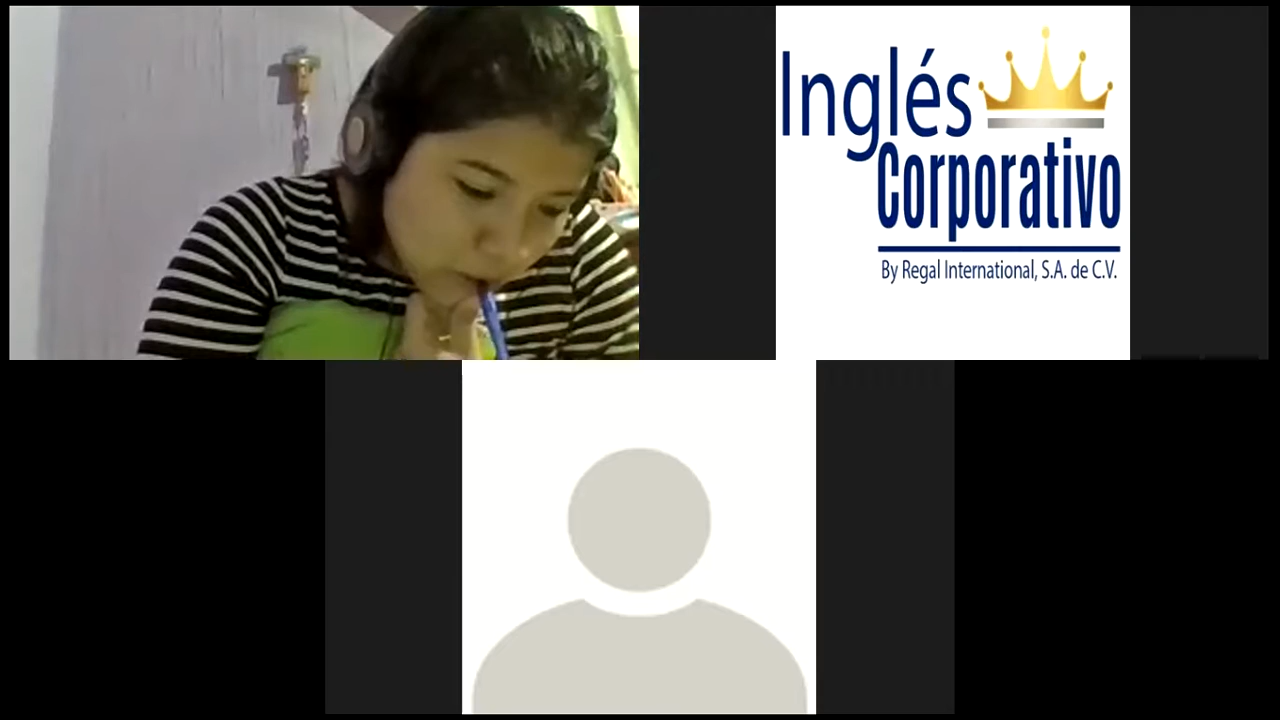 Inglés
Corporativo
By Regal International, S.A. de C.V.